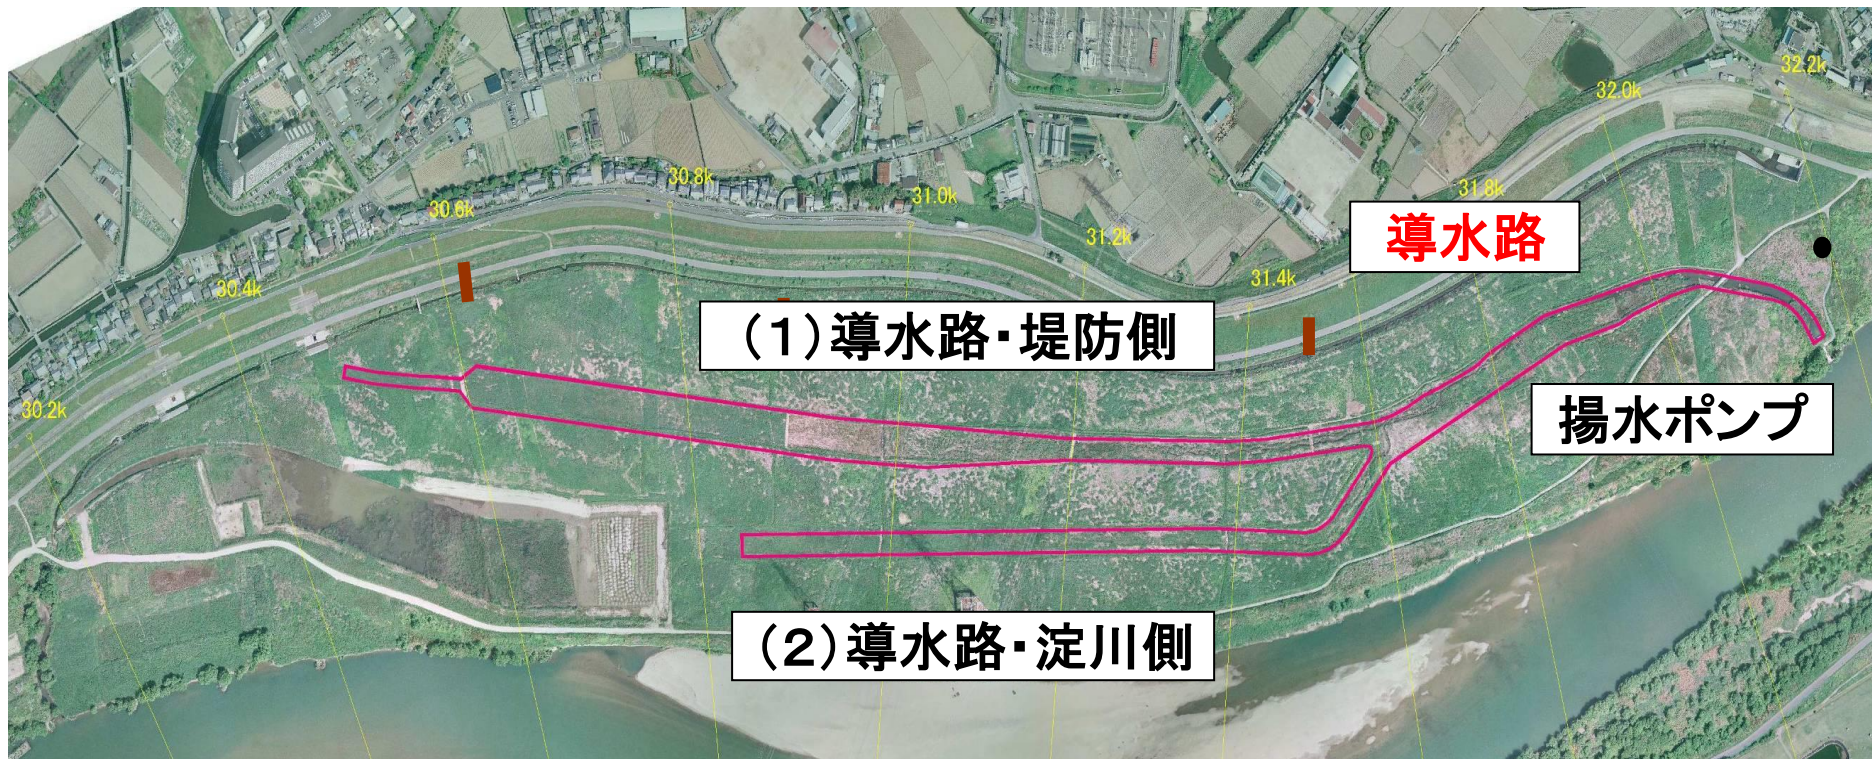 32.2k
32.0k
31.8k
30.8k
31.0k
30.6k
31.2k
31.4k
30.4k
30.2k
導水路
（1）導水路・堤防側
揚水ポンプ
（2）導水路・淀川側